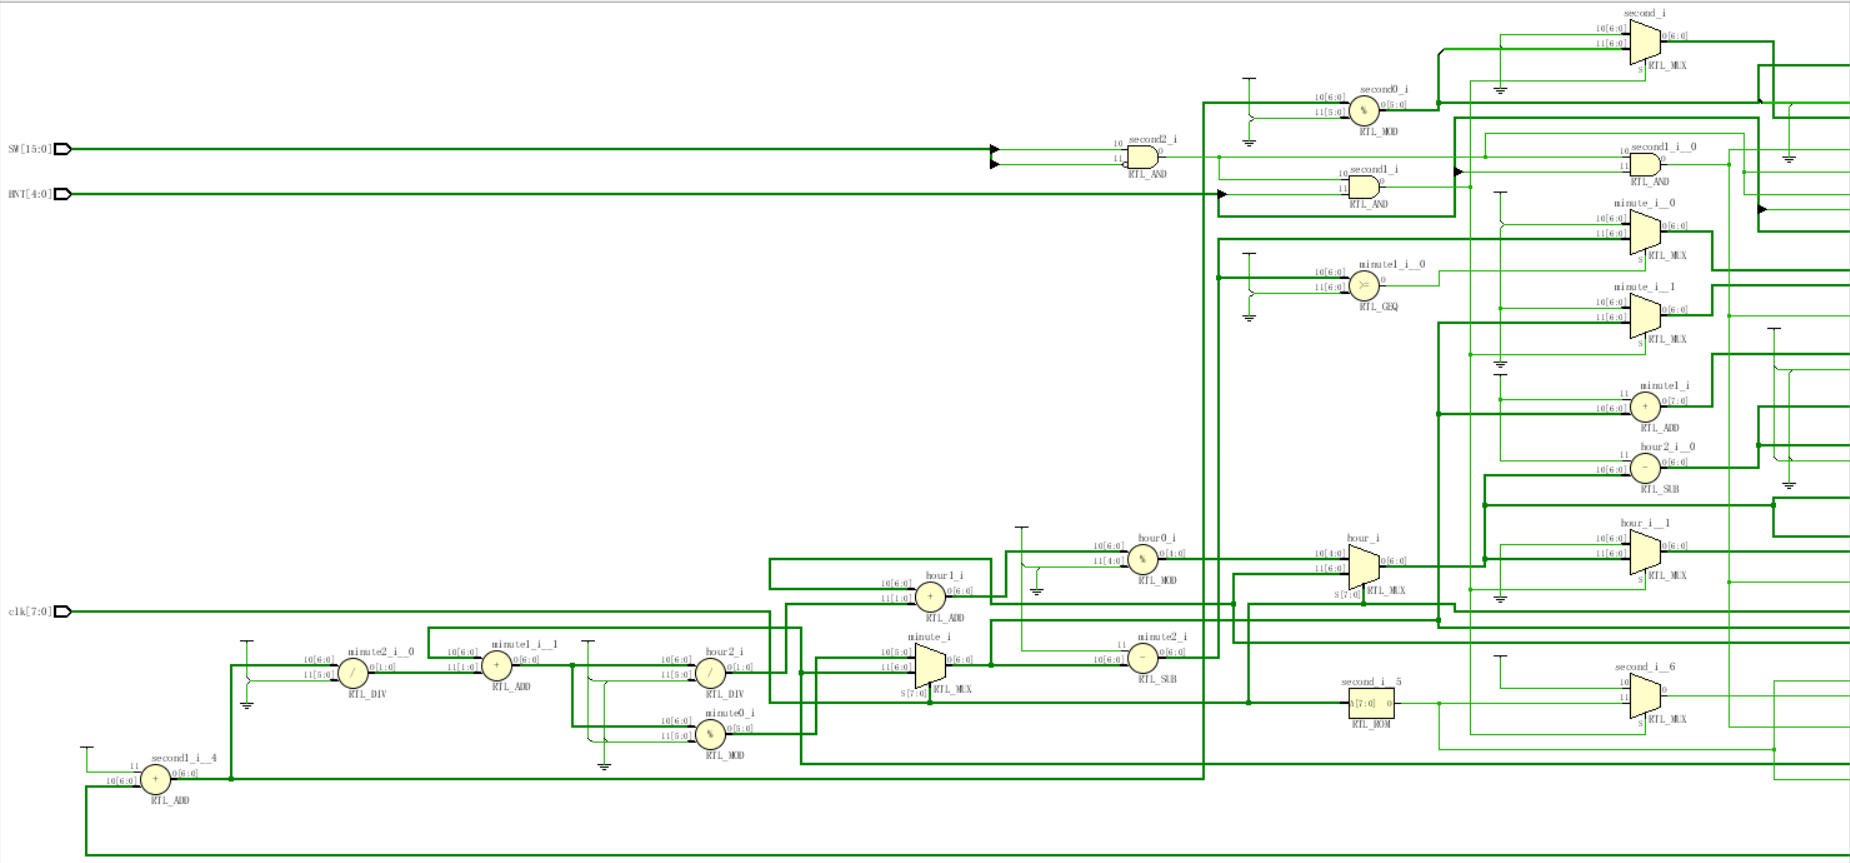 second_i
I0[6:0]
I1[6:0]
O[6:0]
S
RTL_MUX
second0_i
I0[6:0]
I1[5:0]
%
O[5:0]
RTL_MOD
SW[15:0]
second2_i
I0
I1
O
RTL_AND
second1_i__0
I0
I1
O
RTL_AND
second1_i
I0
I1
O
RTL_AND
BNT[4:0]
minute_i__0
I0[6:0]
I1[6:0]
O[6:0]
S
RTL_MUX
minute1_i__0
I0[6:0]
I1[6:0]
>=
O
RTL_GEQ
minute_i__1
I0[6:0]
I1[6:0]
O[6:0]
S
RTL_MUX
minute1_i
I1
I0[6:0]
+
O[7:0]
RTL_ADD
hour2_i__0
I1
I0[6:0]
-
O[6:0]
RTL_SUB
hour_i__1
I0[6:0]
I1[6:0]
O[6:0]
S
RTL_MUX
hour0_i
I0[6:0]
I1[4:0]
%
O[4:0]
RTL_MOD
hour_i
I0[4:0]
I1[6:0]
O[6:0]
S[7:0]
RTL_MUX
hour1_i
I0[6:0]
I1[1:0]
+
O[6:0]
RTL_ADD
clk[7:0]
minute2_i__0
I0[6:0]
I1[5:0]
/
O[1:0]
RTL_DIV
minute1_i__1
I0[6:0]
I1[1:0]
+
O[6:0]
RTL_ADD
hour2_i
I0[6:0]
I1[5:0]
/
O[1:0]
RTL_DIV
minute_i
I0[5:0]
I1[6:0]
O[6:0]
S[7:0]
RTL_MUX
minute2_i
I1
I0[6:0]
-
O[6:0]
RTL_SUB
second_i__5
A[7:0]
O
RTL_ROM
second_i__6
I0
I1
O
S
RTL_MUX
minute0_i
I0[6:0]
I1[5:0]
%
O[5:0]
RTL_MOD
second1_i__4
I1
I0[6:0]
+
O[6:0]
RTL_ADD